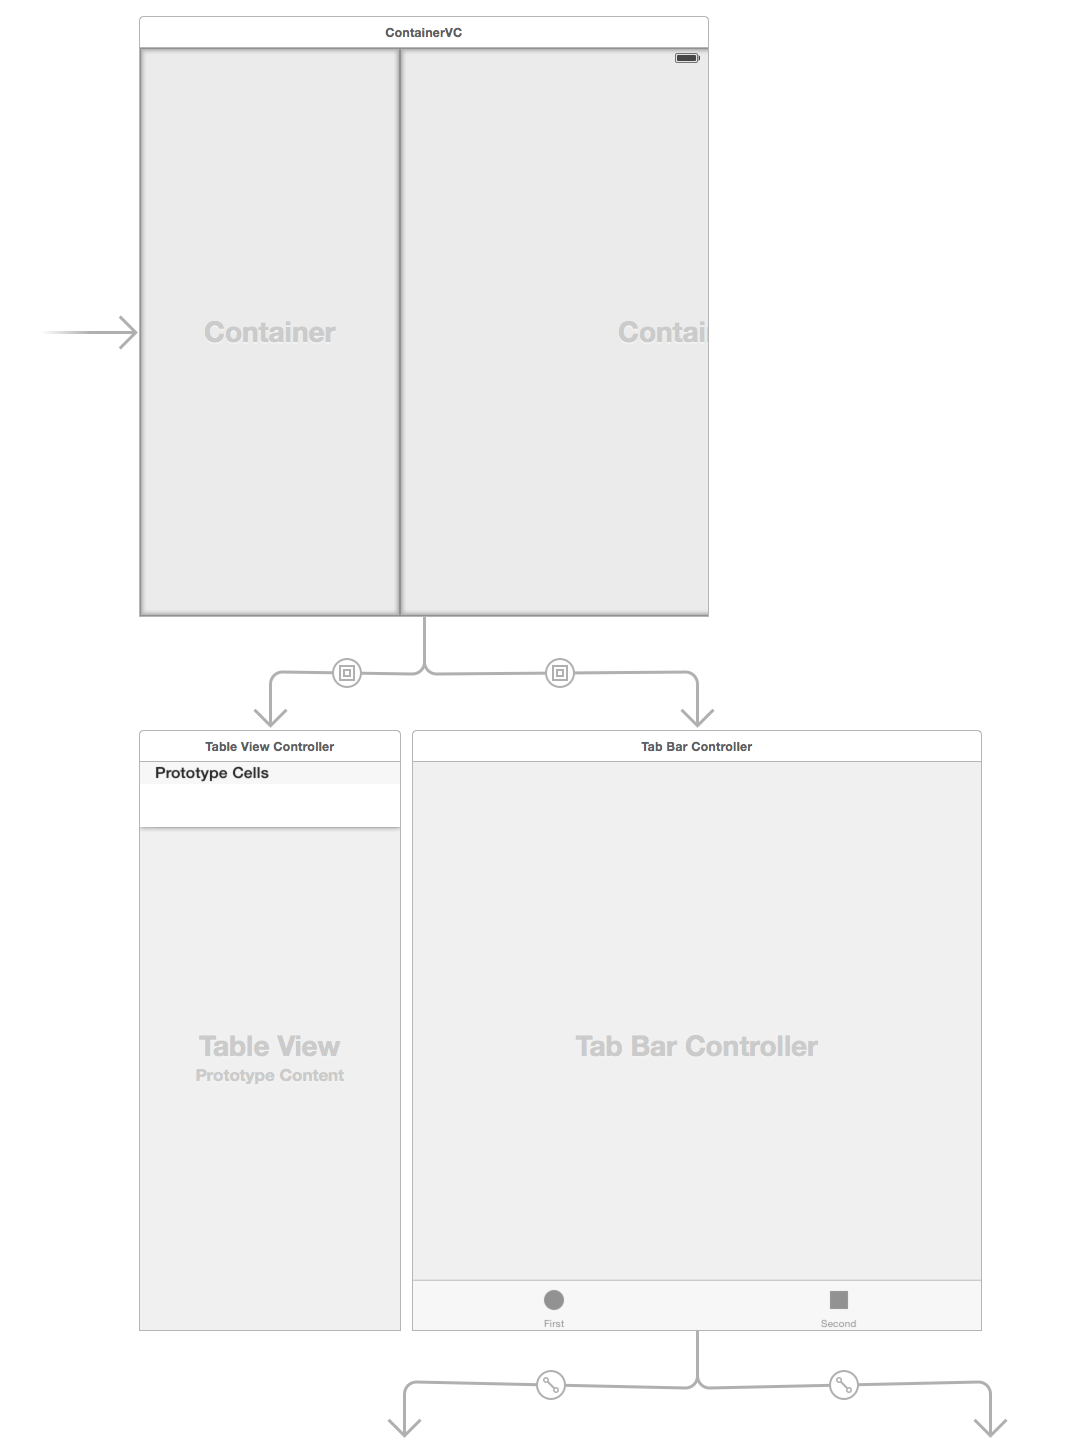 ContainerVC
Container
Contai
Table View Controller
Prototype Cells
Table View
Prototype Content
Tab Bar Controller
Tab Bar Controller
First
Second